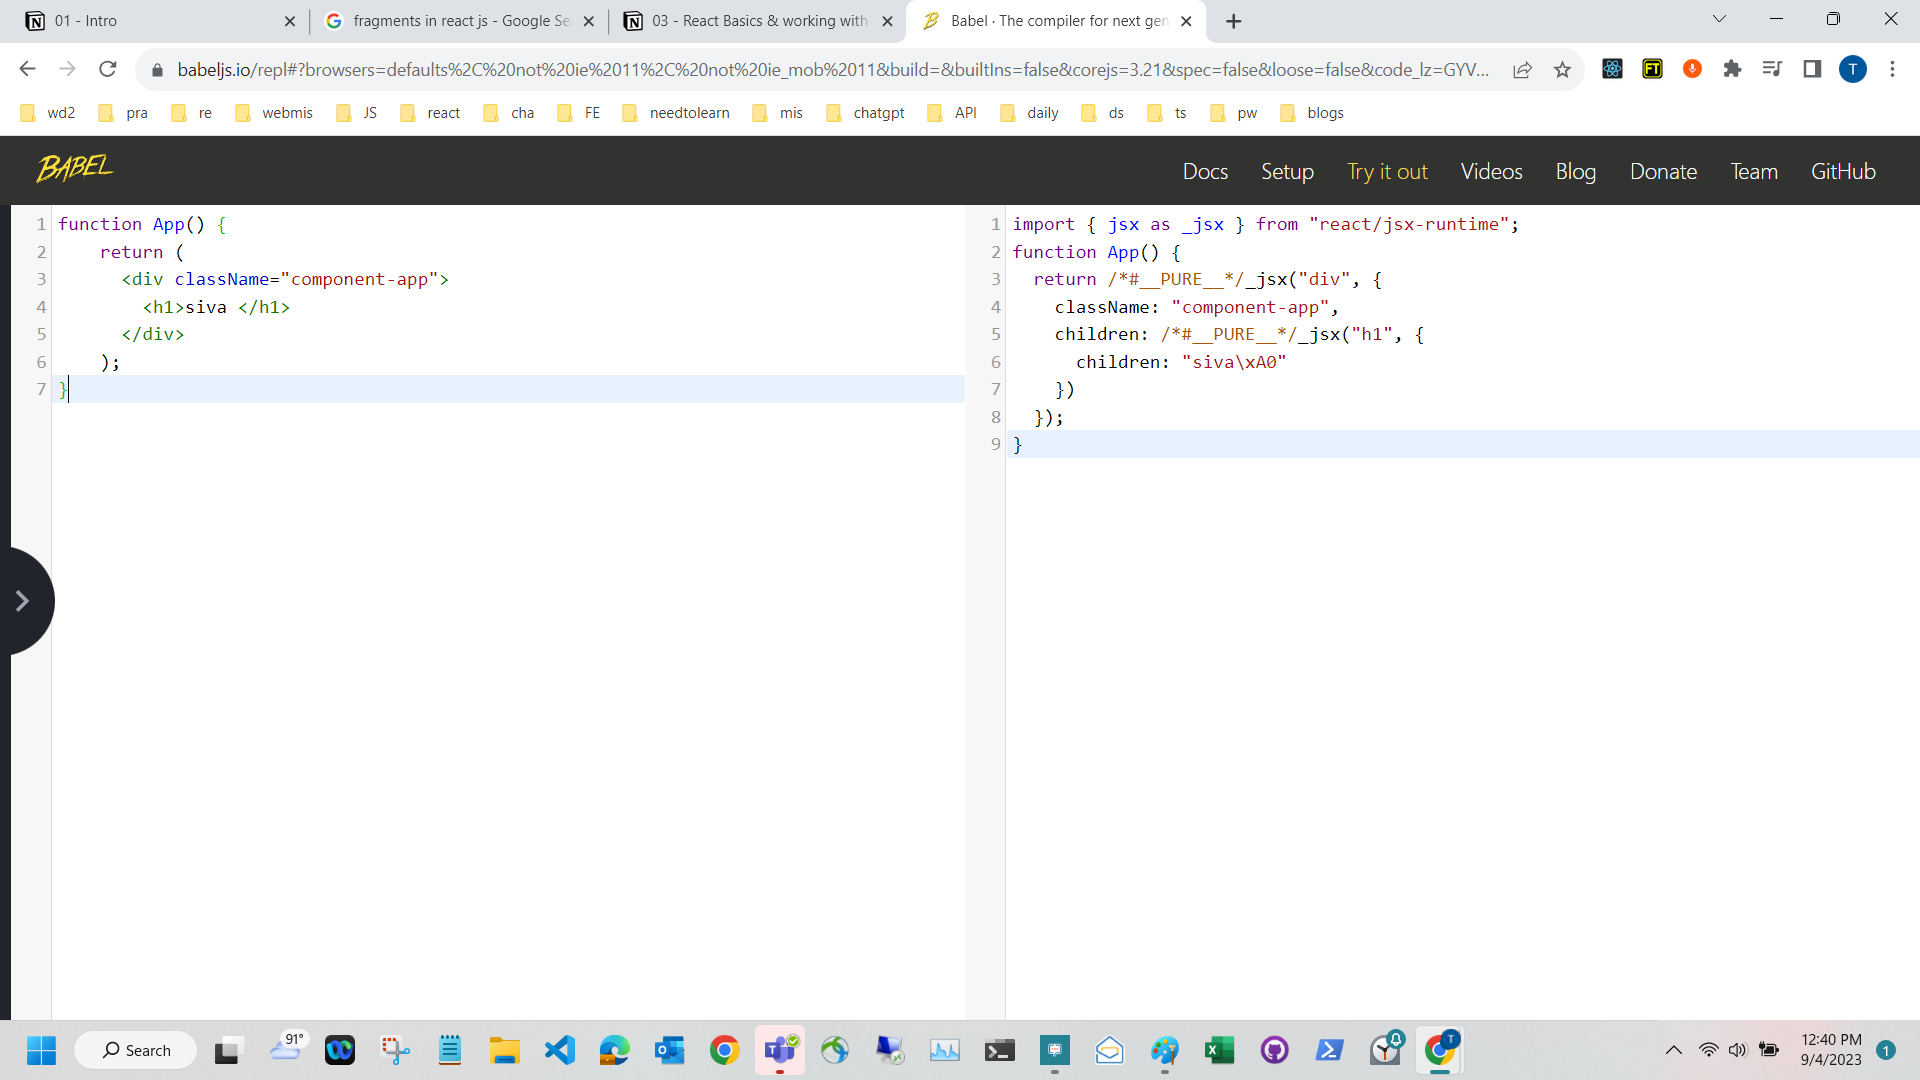 01 - Intro
fragments in react js - Google Se
03 - React Basics & working with
Babel · The compiler for next gen
babeljs.io/repl#?browsers=defaults%2C%20not%20ie%2011%2C%20not%20ie_mob%2011&build=&builtIns=false&corejs=3.21&spec=false&loose=false&code_lz=GYV...
T
wd2 pra re webmis JS react cha FE needtolearn mis chatgpt API daily ds ts pw blogs
BABEL
Docs Setup Try it out Videos Blog Donate Team GitHub
1 function App() {
2     return (
3       <div className="component-app">
4         <h1>siva </h1>
5       </div>
6     );
7 }
1 import { jsx as _jsx } from "react/jsx-runtime";
2 function App() {
3   return /*#__PURE__*/_jsx("div", {
4     className: "component-app",
5     children: /*#__PURE__*/_jsx("h1", {
6       children: "siva\xA0"
7     })
8   });
9 }
Search
91°
12:40 PM
9/4/2023
1